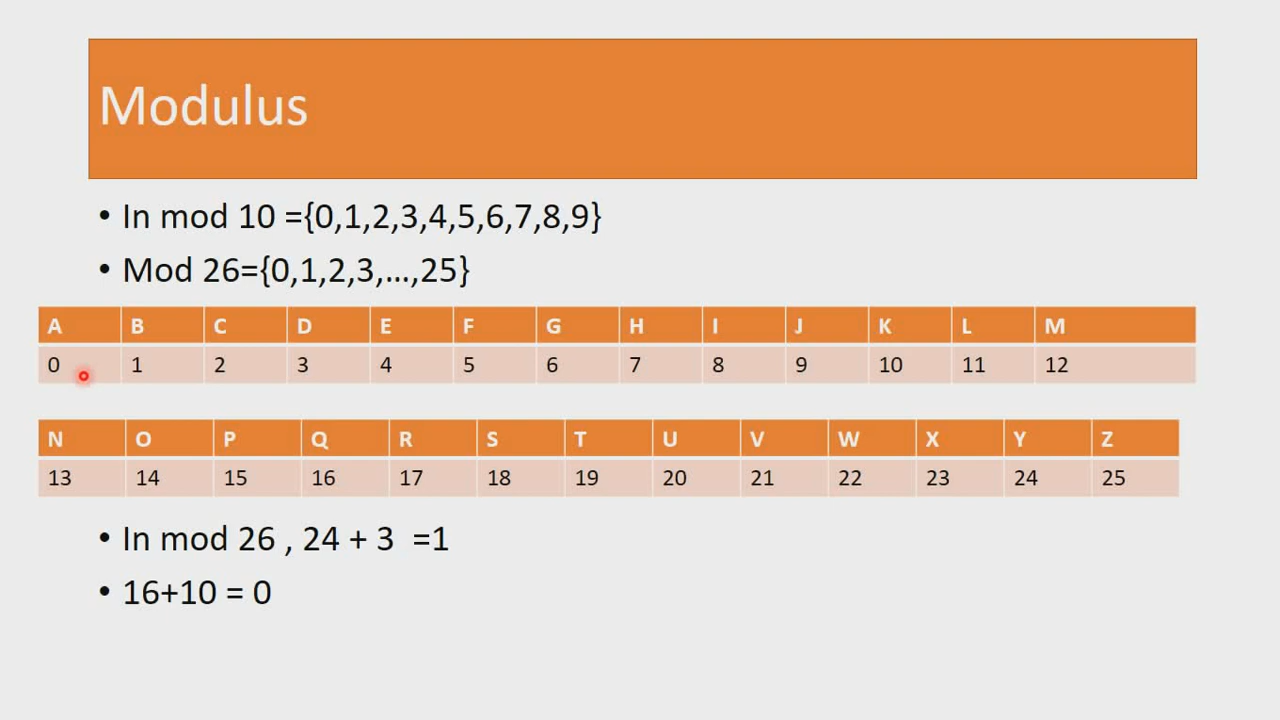 Modulus
• In mod 10 ={0,1,2,3,4,5,6,7,8,9}
• Mod 26={0,1,2,3,...,25}
A B C D E F G H I J K L M
0 1 2 3 4 5 6 7 8 9 10 11 12
N O P Q R S T U V W X Y Z
13 14 15 16 17 18 19 20 21 22 23 24 25
• In mod 26 , 24 + 3 =1
• 16+10 = 0